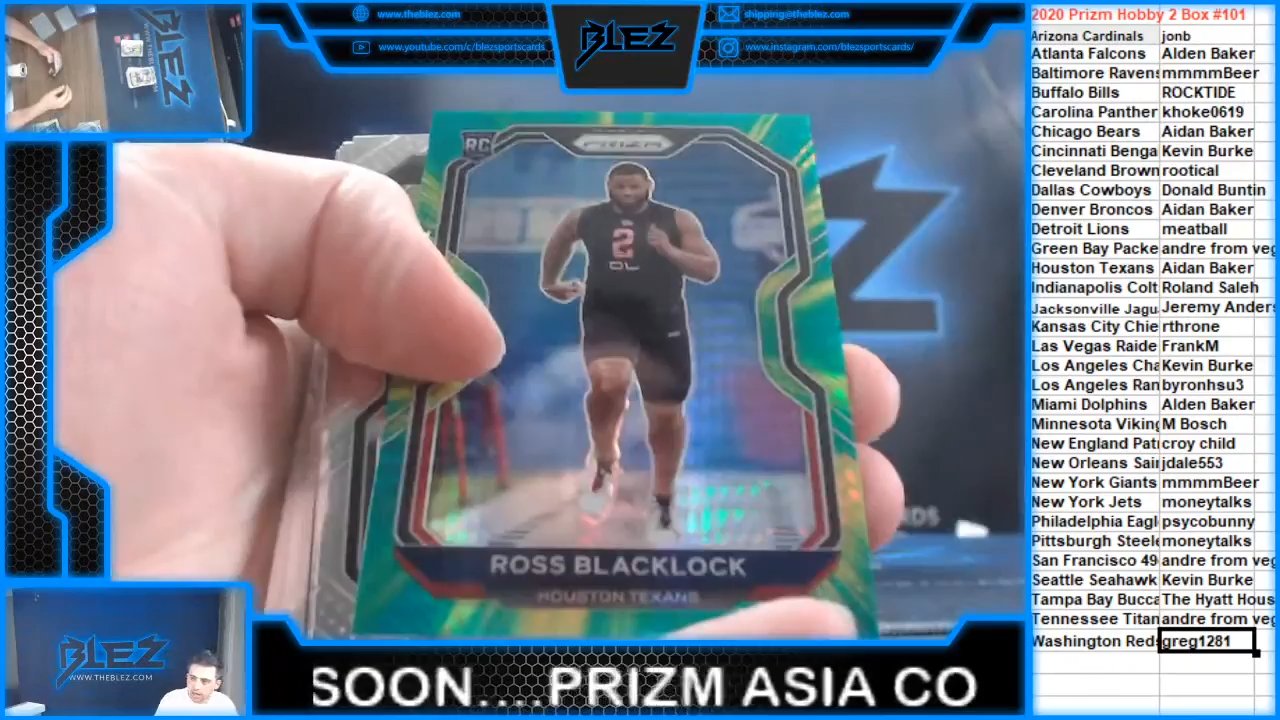 www.theblez.com
www.youtube.com/c/blezsportscards
BLEZ
shipping@theblez.com
www.instagram.com/blezsportscards/
RC
PRIZM
2
DL
ROSS BLACKLOCK
HOUSTON TEXANS
BLEZ
WWW.THEBLEZ.COM
SOON....PRIZM ASIA CO
2020 Prizm Hobby 2 Box #101
Arizona Cardinals jonb
Atlanta Falcons Alden Baker
Baltimore Ravens mmmmBeer
Buffalo Bills ROCKTIDE
Carolina Panther khoke0619
Chicago Bears Aidan Baker
Cincinnati Benga Kevin Burke
Cleveland Brown rootical
Dallas Cowboys Donald Buntin
Denver Broncos Aidan Baker
Detroit Lions meatball
Green Bay Packe andre from veg
Houston Texans Aidan Baker
Indianapolis Colt Roland Saleh
Jacksonville Jagu Jeremy Anders
Kansas City Chie rthrone
Las Vegas Raide FrankM
Los Angeles Cha Kevin Burke
Los Angeles Ran byronhsu3
Miami Dolphins Alden Baker
Minnesota Viking M Bosch
New England Pat croy child
New Orleans Sai jdale553
New York Giants mmmmBeer
New York Jets moneytalks
Philadelphia Eagl psycobunny
Pittsburgh Steele moneytalks
San Francisco 49 andre from veg
Seattle Seahawk Kevin Burke
Tampa Bay Bucca The Hyatt Hous
Tennessee Titan andre from veg
Washington Reds greg1281